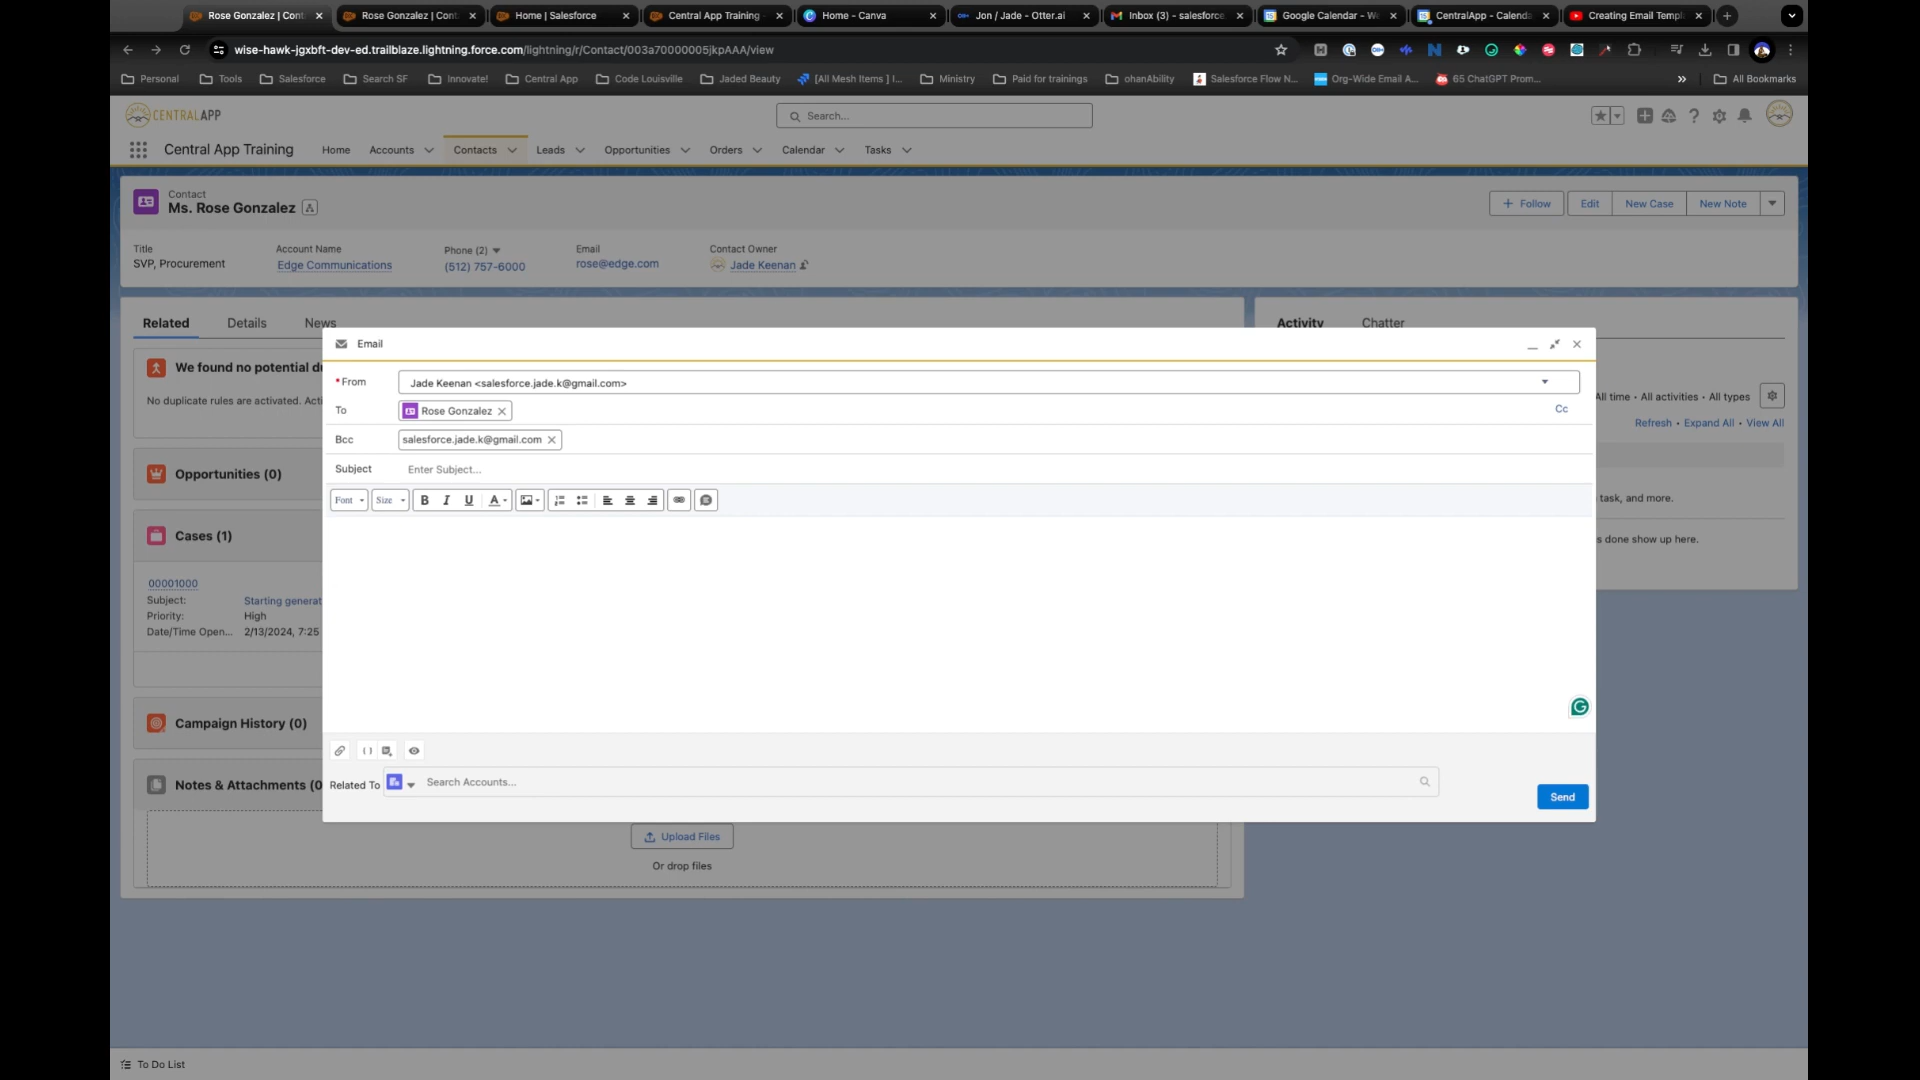 Rose Gonzalez | Cont
Rose Gonzalez | Cont
Home | Salesforce
Central App Training
Home - Canva
Jon / Jade - Otter.ai
Inbox (3) - salesforce.
Google Calendar - W
CentralApp - Calenda
Creating Email Templ
wise-hawk-jgxbft-dev-ed.trailblaze.lightning.force.com/lightning/r/Contact/003a70000005jkpAAA/view
Personal
Tools
Salesforce
Search SF
Innovate!
Central App
Code Louisville
Jaded Beauty
[All Mesh Items ] I...
Ministry
Paid for trainings
ohanAbility
Salesforce Flow N...
Org-Wide Email A...
65 ChatGPT Prom...
All Bookmarks
CENTRALAPP
Search...
Central App Training
Home
Accounts
Contacts
Leads
Opportunities
Orders
Calendar
Tasks
Contact
Ms. Rose Gonzalez
+ Follow
Edit
New Case
New Note
Title
SVP, Procurement
Account Name
Edge Communications
Phone (2)
(512) 757-6000
Email
rose@edge.com
Contact Owner
Jade Keenan
Related
Details
News
Activity
Chatter
We found no potential du
No duplicate rules are activated. Acti
All time • All activities • All types
Refresh • Expand All • View All
Opportunities (0)
task, and more.
Cases (1)
s done show up here.
00001000
Subject:
Starting generat
Priority:
High
Date/Time Open...
2/13/2024, 7:25
Campaign History (0)
Notes & Attachments (0
Upload Files
Or drop files
Email
*From
Jade Keenan <salesforce.jade.k@gmail.com>
To
Rose Gonzalez
Cc
Bcc
salesforce.jade.k@gmail.com
Subject
Enter Subject...
Font
Size
B
I
U
A
Related To
Search Accounts...
Send
To Do List